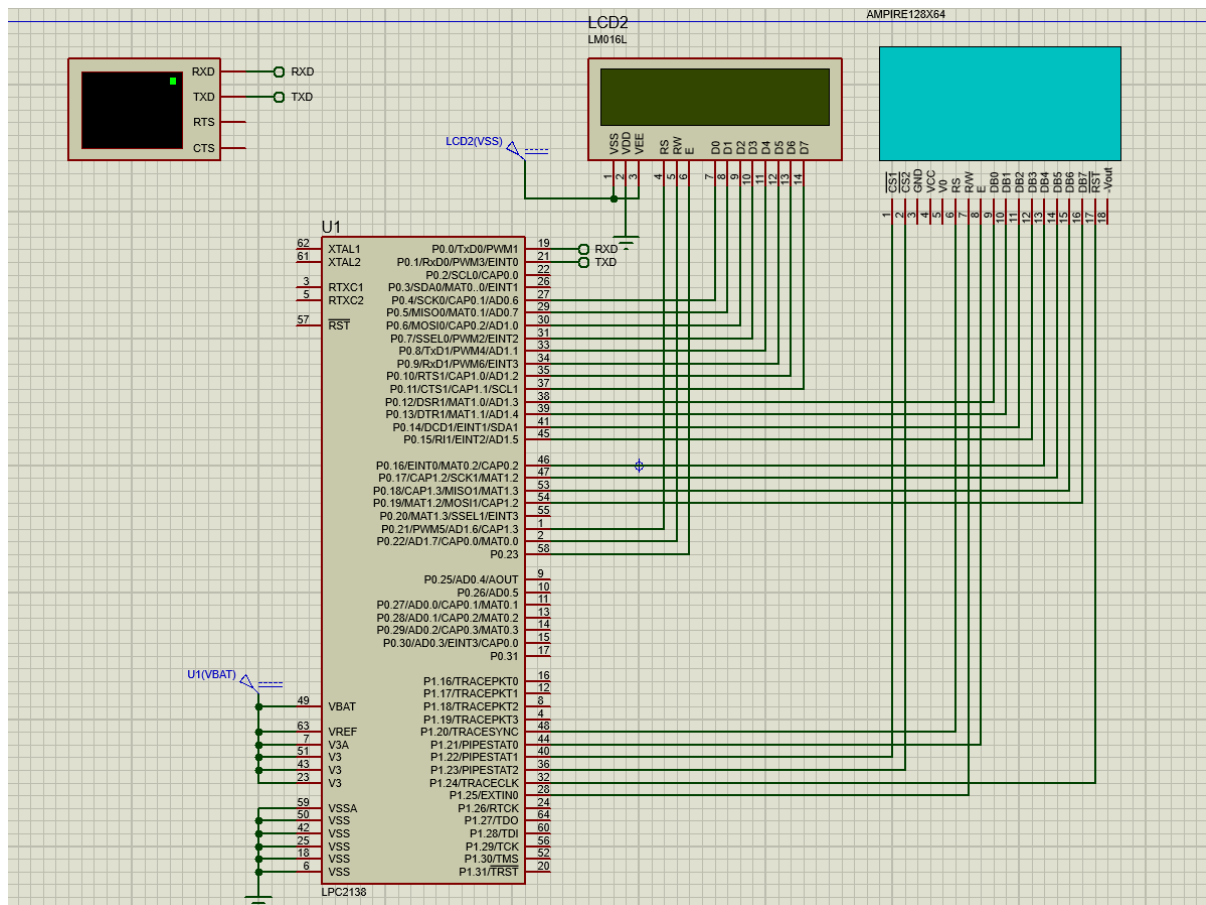 AMPIRE128X64
LCD2
LM016L
RXD
TXD
RTS
CTS
RXD
TXD
LCD2(VSS)
VSS
VDD
VEE
RS
RW
E
D0
D1
D2
D3
D4
D5
D6
D7
1
2
3
4
5
6
7
8
9
10
11
12
13
14
CS1
CS2
GND
VCC
V0
RS
R/W
E
DB0
DB1
DB2
DB3
DB4
DB5
DB6
DB7
RST
-Vout
1
2
3
4
5
6
7
8
9
10
11
12
13
14
15
16
17
18
U1
62 XTAL1
61 XTAL2
3 RTXC1
5 RTXC2
57 RST
P0.0/TxD0/PWM1 19 RXD
P0.1/RxD0/PWM3/EINT0 21 TXD
P0.2/SCL0/CAP0.0 22
P0.3/SDA0/MAT0..0/EINT1 26
P0.4/SCK0/CAP0.1/AD0.6 27
P0.5/MISO0/MAT0.1/AD0.7 29
P0.6/MOSI0/CAP0.2/AD1.0 30
P0.7/SSEL0/PWM2/EINT2 31
P0.8/TxD1/PWM4/AD1.1 33
P0.9/RxD1/PWM6/EINT3 34
P0.10/RTS1/CAP1.0/AD1.2 35
P0.11/CTS1/CAP1.1/SCL1 37
P0.12/DSR1/MAT1.0/AD1.3 38
P0.13/DTR1/MAT1.1/AD1.4 39
P0.14/DCD1/EINT1/SDA1 41
P0.15/RI1/EINT2/AD1.5 45
P0.16/EINT0/MAT0.2/CAP0.2 46
P0.17/CAP1.2/SCK1/MAT1.2 47
P0.18/CAP1.3/MISO1/MAT1.3 53
P0.19/MAT1.2/MOSI1/CAP1.2 54
P0.20/MAT1.3/SSEL1/EINT3 55
P0.21/PWM5/AD1.6/CAP1.3 1
P0.22/AD1.7/CAP0.0/MAT0.0 2
P0.23 58
P0.25/AD0.4/AOUT 9
P0.26/AD0.5 10
P0.27/AD0.0/CAP0.1/MAT0.1 11
P0.28/AD0.1/CAP0.2/MAT0.2 13
P0.29/AD0.2/CAP0.3/MAT0.3 14
P0.30/AD0.3/EINT3/CAP0.0 15
P0.31 17
P1.16/TRACEPKT0 16
P1.17/TRACEPKT1 12
P1.18/TRACEPKT2 8
P1.19/TRACEPKT3 4
P1.20/TRACESYNC 48
P1.21/PIPESTAT0 44
P1.22/PIPESTAT1 40
P1.23/PIPESTAT2 36
P1.24/TRACECLK 32
P1.25/EXTIN0 28
P1.26/RTCK 24
P1.27/TDO 64
P1.28/TDI 60
P1.29/TCK 56
P1.30/TMS 52
P1.31/TRST 20
U1(VBAT)
49 VBAT
63 VREF
7 V3A
51 V3
43 V3
23 V3
59 VSSA
50 VSS
42 VSS
25 VSS
18 VSS
6 VSS
LPC2138